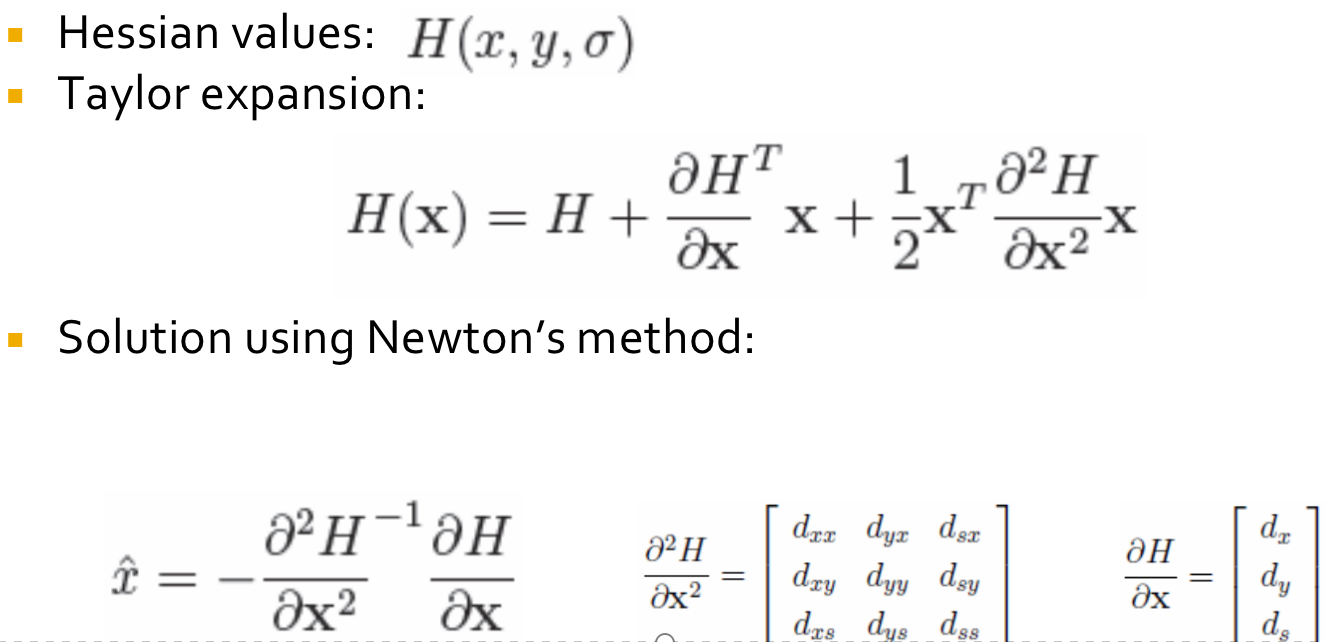 ▪ Hessian values: H(x, y, σ)
▪ Taylor expansion:
H(x) = H + ∂H^T/∂x x + 1/2 x^T ∂²H/∂x² x
▪ Solution using Newton's method:
x̂ = − ∂²H^−1/∂x² ∂H/∂x ∂²H/∂x² = [ d_xx d_yx d_sx ; d_xy d_yy d_sy ; d_xs d_ys d_ss ] ∂H/∂x = [ d_x ; d_y ; d_s ]